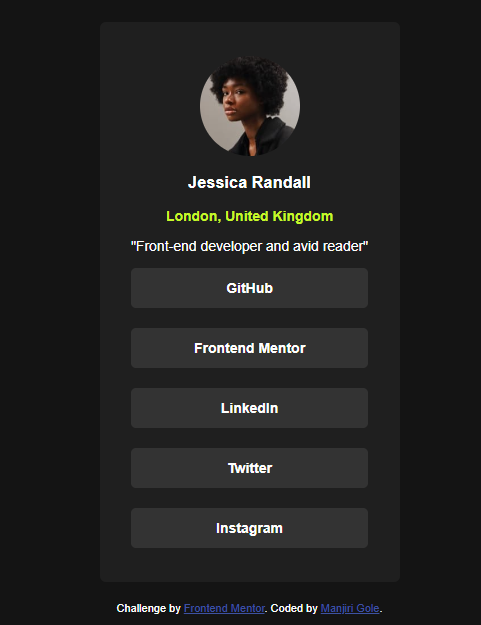 Jessica Randall
London, United Kingdom
"Front-end developer and avid reader"
GitHub
Frontend Mentor
LinkedIn
Twitter
Instagram
Challenge by Frontend Mentor. Coded by Manjiri Gole.